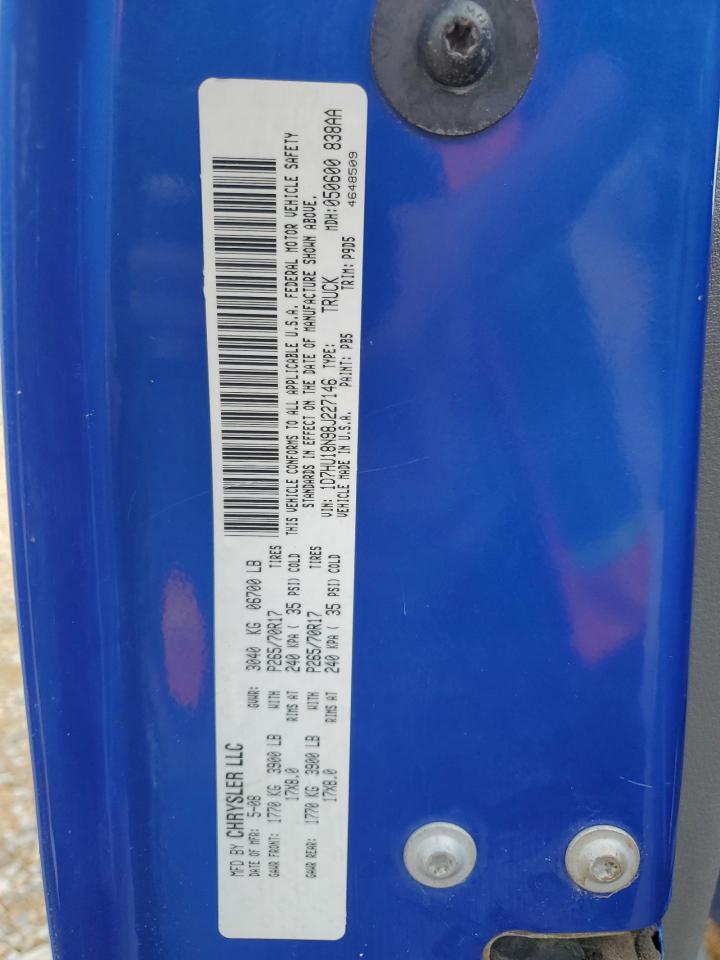 MFD BY CHRYSLER LLC
DATE OF MFR: 5-08 GVWR: 3040 KG 06700 LB
GAWR FRONT: 1770 KG 3900 LB WITH P265/70R17 TIRES
17X8.0 RIMS AT 240 KPA ( 35 PSI) COLD
GAWR REAR: 1770 KG 3900 LB WITH P265/70R17 TIRES
17X8.0 RIMS AT 240 KPA ( 35 PSI) COLD
THIS VEHICLE CONFORMS TO ALL APPLICABLE U.S.A. FEDERAL MOTOR VEHICLE SAFETY
STANDARDS IN EFFECT ON THE DATE OF MANUFACTURE SHOWN ABOVE.
VIN: 1D7HU18N98J227146 TYPE: TRUCK MDH:050600 838AA
VEHICLE MADE IN U.S.A. PAINT: PB5 TRIM: P9D5 4648509